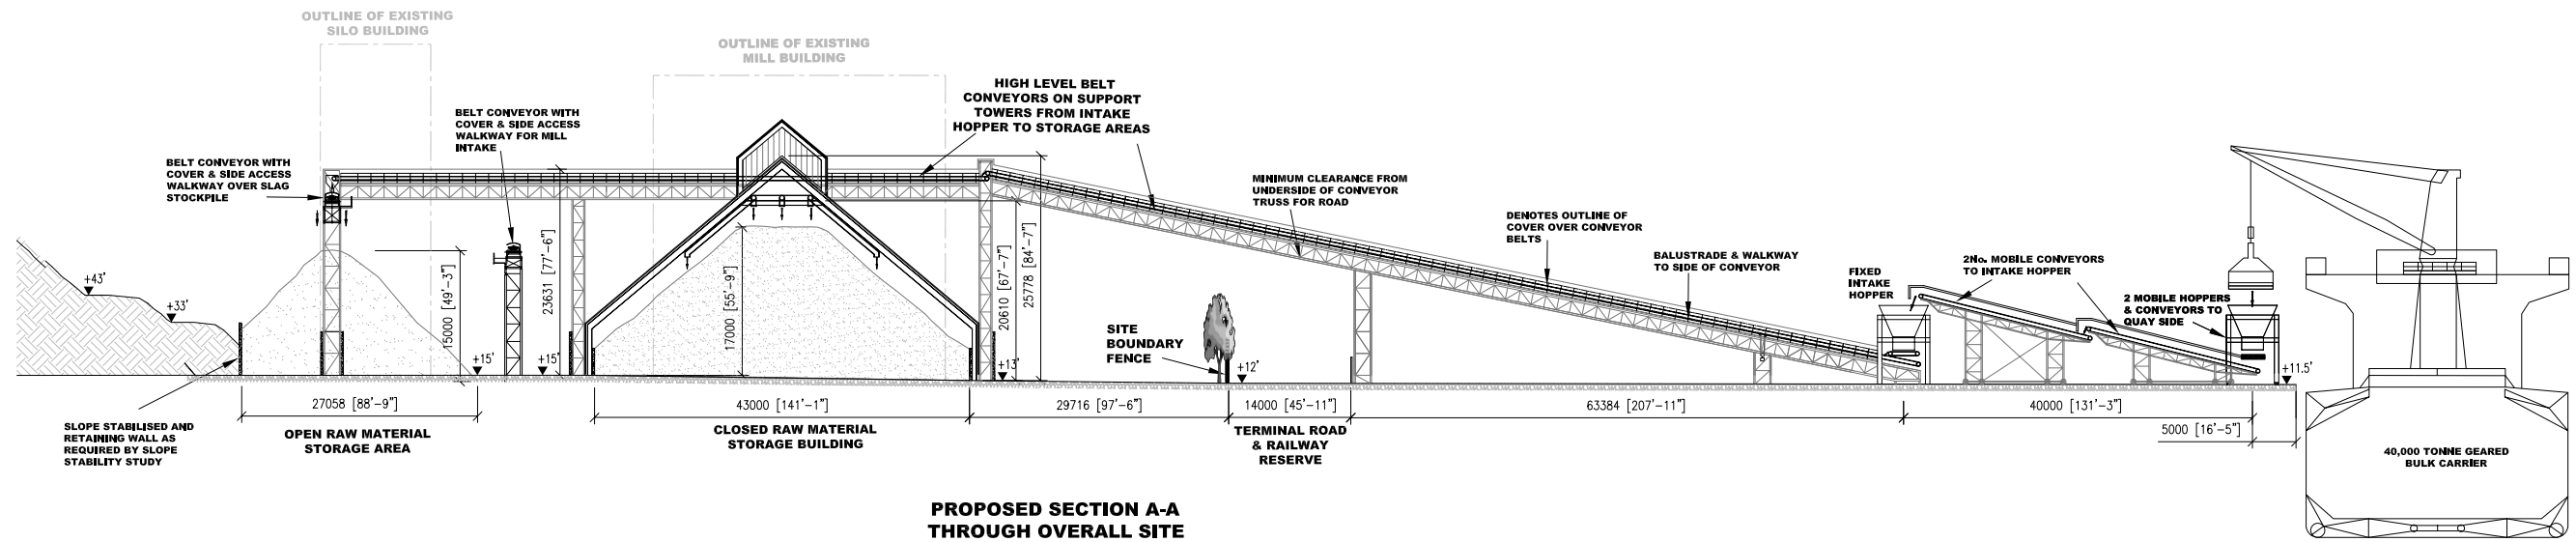 OUTLINE OF EXISTING
SILO BUILDING
OUTLINE OF EXISTING
MILL BUILDING
HIGH LEVEL BELT
CONVEYORS ON SUPPORT
TOWERS FROM INTAKE
HOPPER TO STORAGE AREAS
BELT CONVEYOR WITH
COVER & SIDE ACCESS
WALKWAY FOR MILL
INTAKE
BELT CONVEYOR WITH
COVER & SIDE ACCESS
WALKWAY OVER SLAG
STOCKPILE
MINIMUM CLEARANCE FROM
UNDERSIDE OF CONVEYOR
TRUSS FOR ROAD
DENOTES OUTLINE OF
COVER OVER CONVEYOR
BELTS
BALUSTRADE & WALKWAY
TO SIDE OF CONVEYOR
FIXED
INTAKE
HOPPER
2No. MOBILE CONVEYORS
TO INTAKE HOPPER
2 MOBILE HOPPERS
& CONVEYORS TO
QUAY SIDE
+43'
+33'
15000 [49'-3"]
+15'
+15'
23631 [77'-6"]
17000 [55'-9"]
20610 [67'-7"]
25778 [84'-7"]
+13'
SITE
BOUNDARY
FENCE
+12'
+11.5'
27058 [88'-9"]
43000 [141'-1"]
29716 [97'-6"]
14000 [45'-11"]
63384 [207'-11"]
40000 [131'-3"]
5000 [16'-5"]
SLOPE STABILISED AND
RETAINING WALL AS
REQUIRED BY SLOPE
STABILITY STUDY
OPEN RAW MATERIAL
STORAGE AREA
CLOSED RAW MATERIAL
STORAGE BUILDING
TERMINAL ROAD
& RAILWAY
RESERVE
40,000 TONNE GEARED
BULK CARRIER
PROPOSED SECTION A-A
THROUGH OVERALL SITE